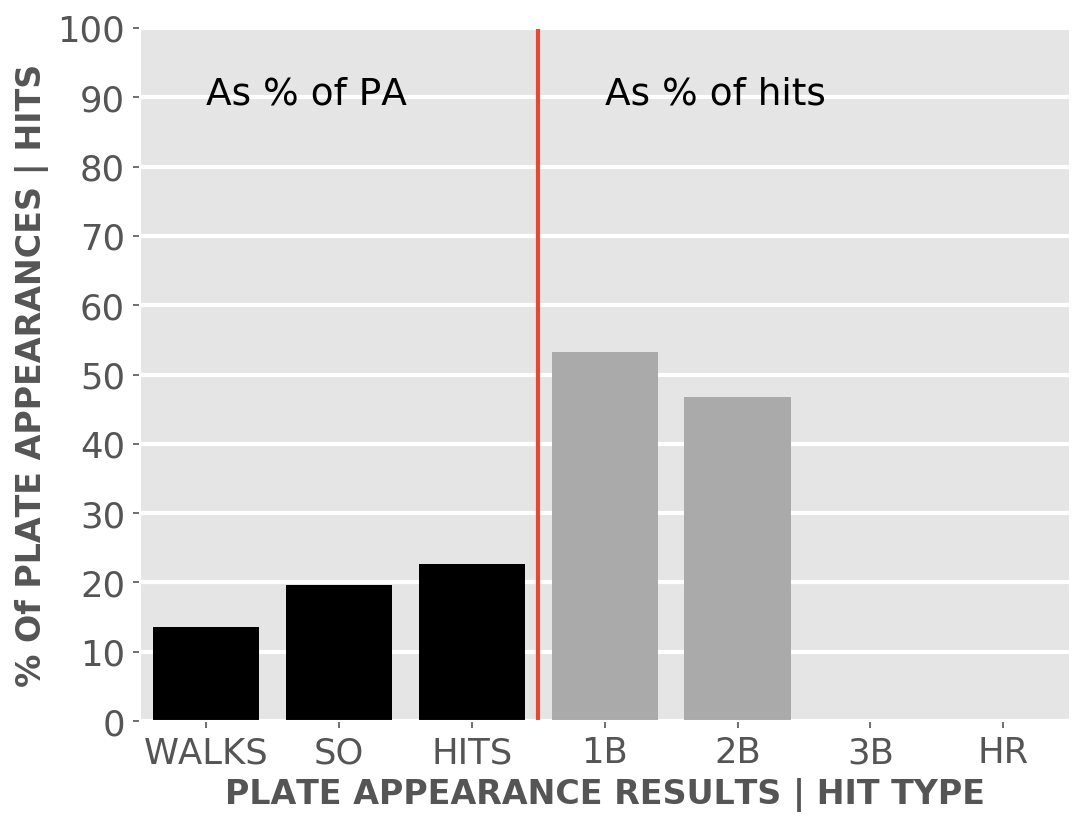 As % of PA
As % of hits
% Of PLATE APPEARANCES | HITS
100
90
80
70
60
50
40
30
20
10
0
WALKS SO HITS 1B 2B 3B HR
PLATE APPEARANCE RESULTS | HIT TYPE